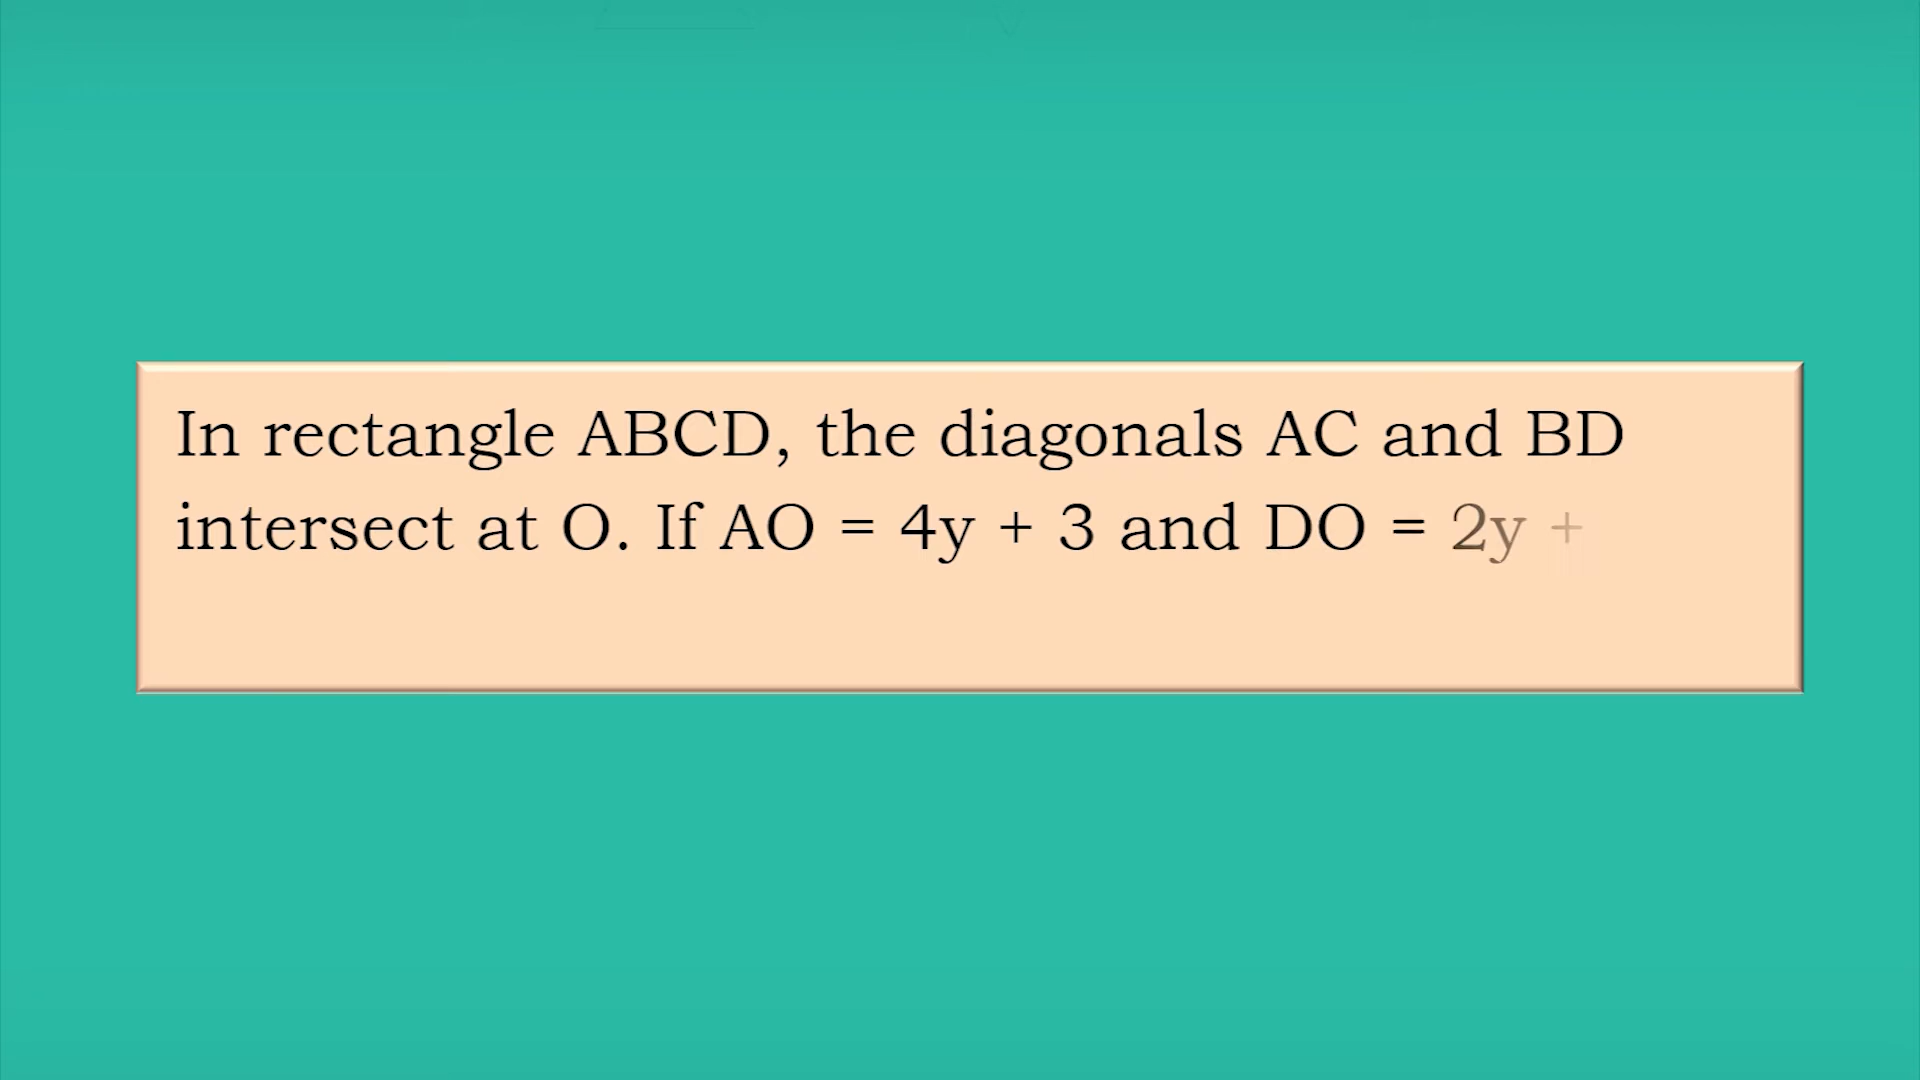 In rectangle ABCD, the diagonals AC and BD
intersect at O. If AO = 4y + 3 and DO = 2y +